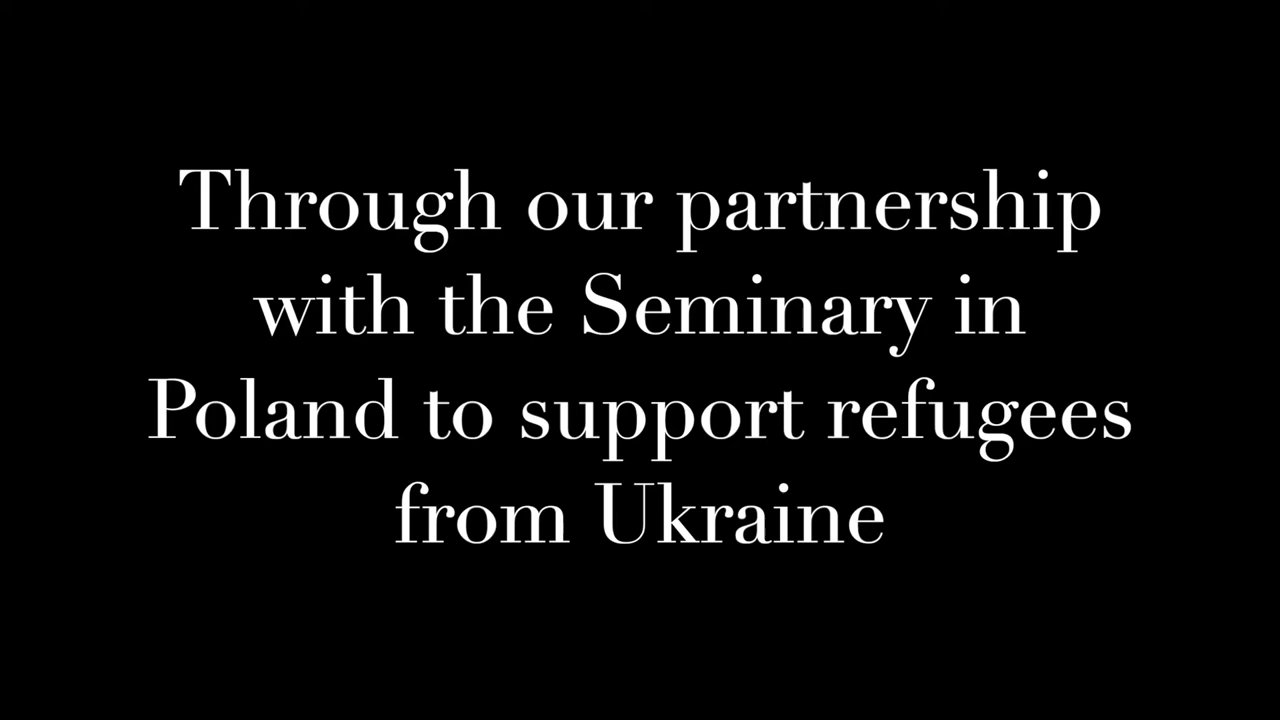 Through our partnership
with the Seminary in
Poland to support refugees
from Ukraine